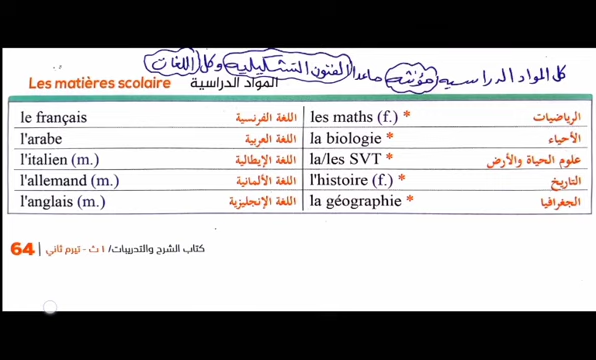 كل المواد الدراسية مؤنثة ماعدا الفنون التشكيلية وكل اللغات
Les matières scolaire المواد الدراسية
le français اللغة الفرنسية les maths (f.) * الرياضيات
l'arabe اللغة العربية la biologie * الأحياء
l'italien (m.) اللغة الإيطالية la/les SVT * علوم الحياة والأرض
l'allemand (m.) اللغة الألمانية l'histoire (f.) * التاريخ
l'anglais (m.) اللغة الإنجليزية la géographie * الجغرافيا
64 كتاب الشرح والتدريبات/ ١ ث - تيرم ثاني